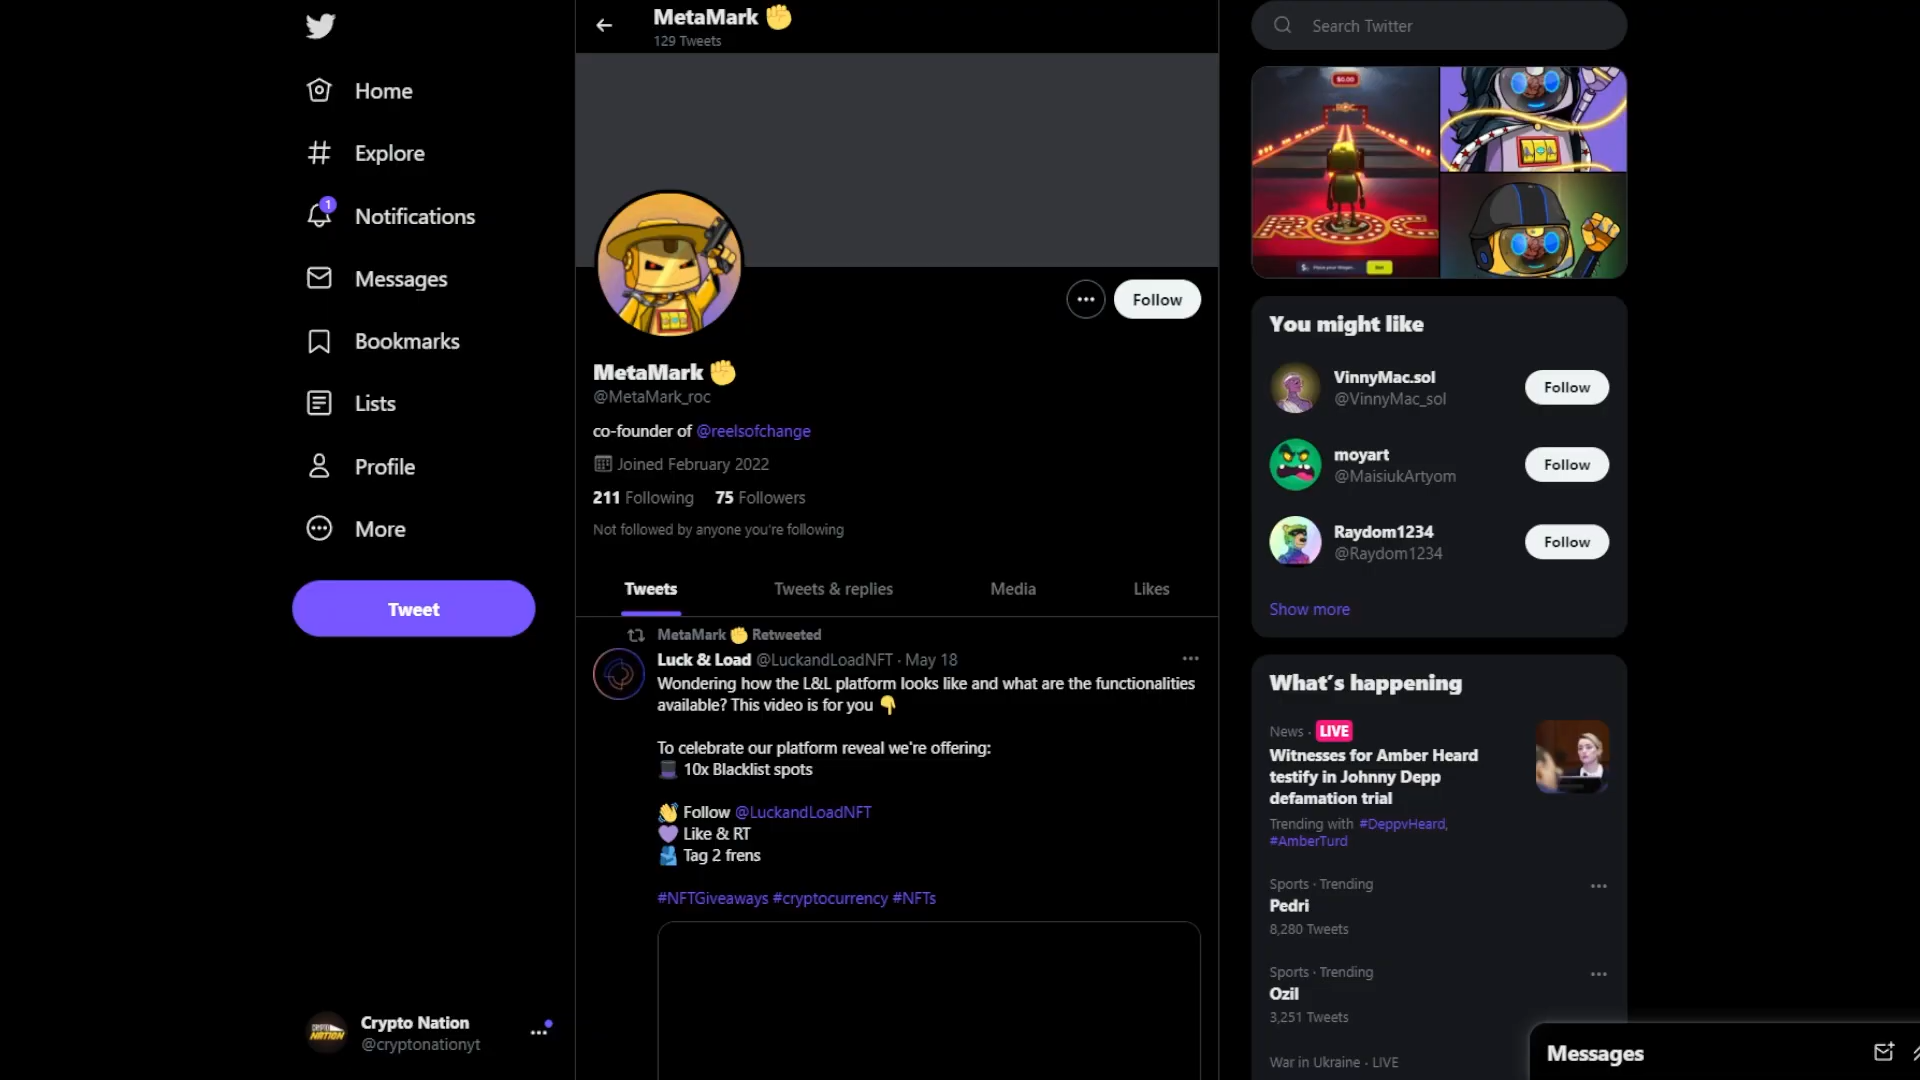 Home
Explore
1
Notifications
Messages
Bookmarks
Lists
Profile
More
Tweet
CRYPTO
NATION
Crypto Nation
@cryptonationyt
MetaMark ✊
129 Tweets
Follow
MetaMark ✊
@MetaMark_roc
co-founder of @reelsofchange
Joined February 2022
211 Following 75 Followers
Not followed by anyone you're following
Tweets Tweets & replies Media Likes
MetaMark ✊ Retweeted
Luck & Load @LuckandLoadNFT · May 18
Wondering how the L&L platform looks like and what are the functionalities
available? This video is for you 👇
To celebrate our platform reveal we're offering:
🎩 10x Blacklist spots
👋 Follow @LuckandLoadNFT
💜 Like & RT
🫂 Tag 2 frens
#NFTGiveaways #cryptocurrency #NFTs
Search Twitter
$0.00
ROC
ROC
You might like
VinnyMac.sol
@VinnyMac_sol
Follow
moyart
@MaisiukArtyom
Follow
Raydom1234
@Raydom1234
Follow
Show more
What's happening
News · LIVE
Witnesses for Amber Heard
testify in Johnny Depp
defamation trial
Trending with #DeppvHeard,
#AmberTurd
Sports · Trending
Pedri
8,280 Tweets
Sports · Trending
Ozil
3,251 Tweets
War in Ukraine · LIVE
Messages